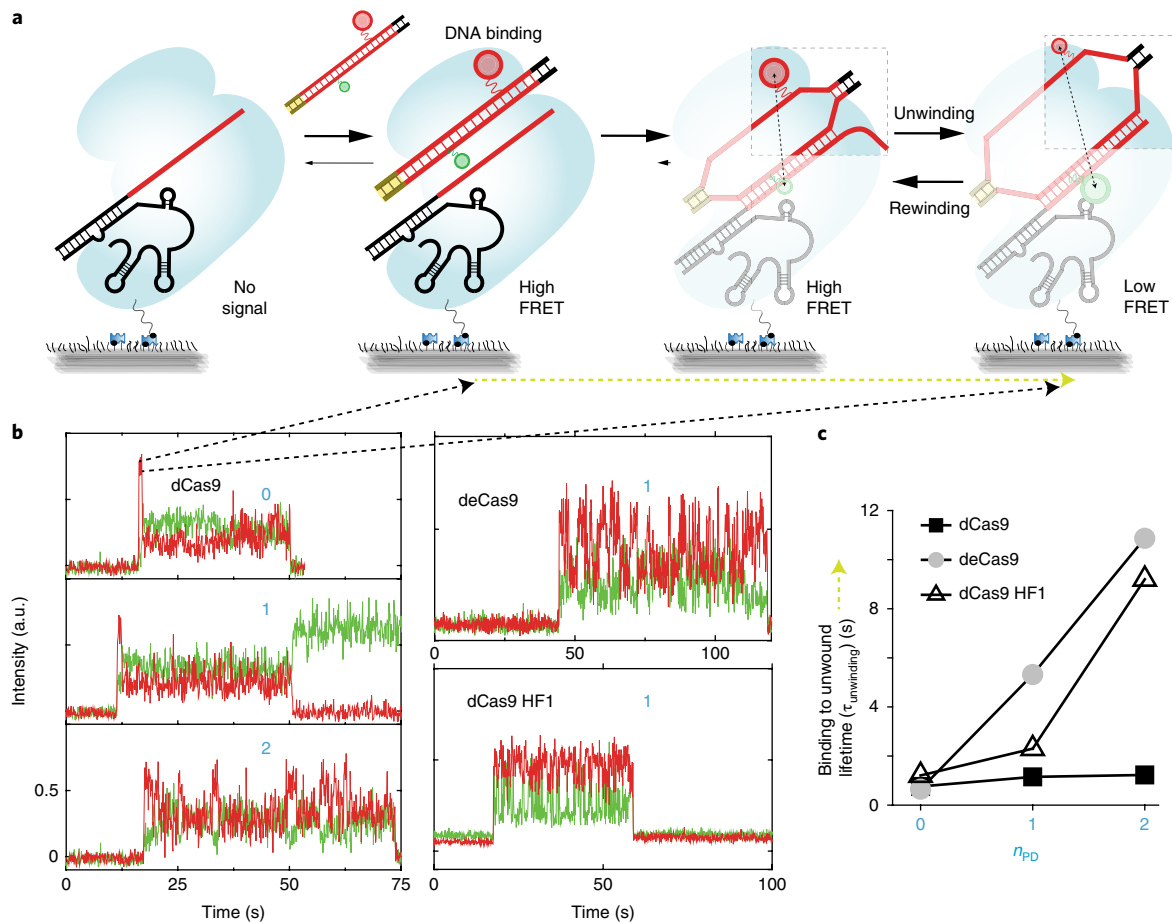 a
DNA binding
No
signal
High
FRET
High
FRET
Unwinding
Rewinding
Low
FRET
b
dCas9
0
1
2
0.5
0
0
25
50
75
Time (s)
Intensity (a.u.)
deCas9
1
0
50
100
dCas9 HF1
1
0
50
100
Time (s)
c
dCas9
deCas9
dCas9 HF1
12
8
4
0
0
1
2
n_PD
Binding to unwound
lifetime (τ_unwinding) (s)